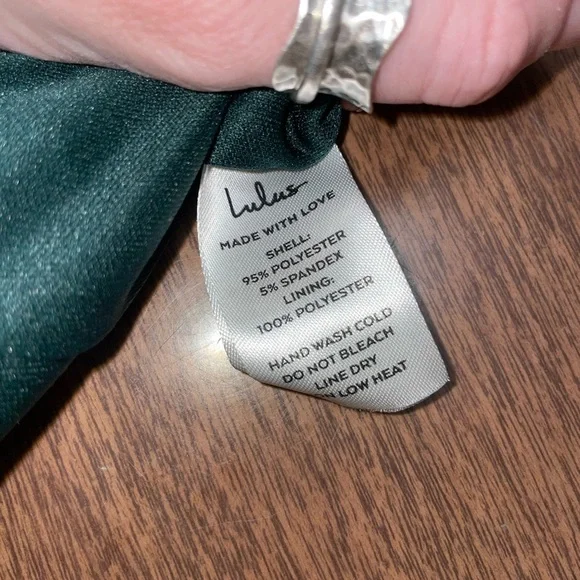 Lulus
MADE WITH LOVE
SHELL:
95% POLYESTER
5% SPANDEX
LINING:
100% POLYESTER
HAND WASH COLD
DO NOT BLEACH
LINE DRY
LOW HEAT